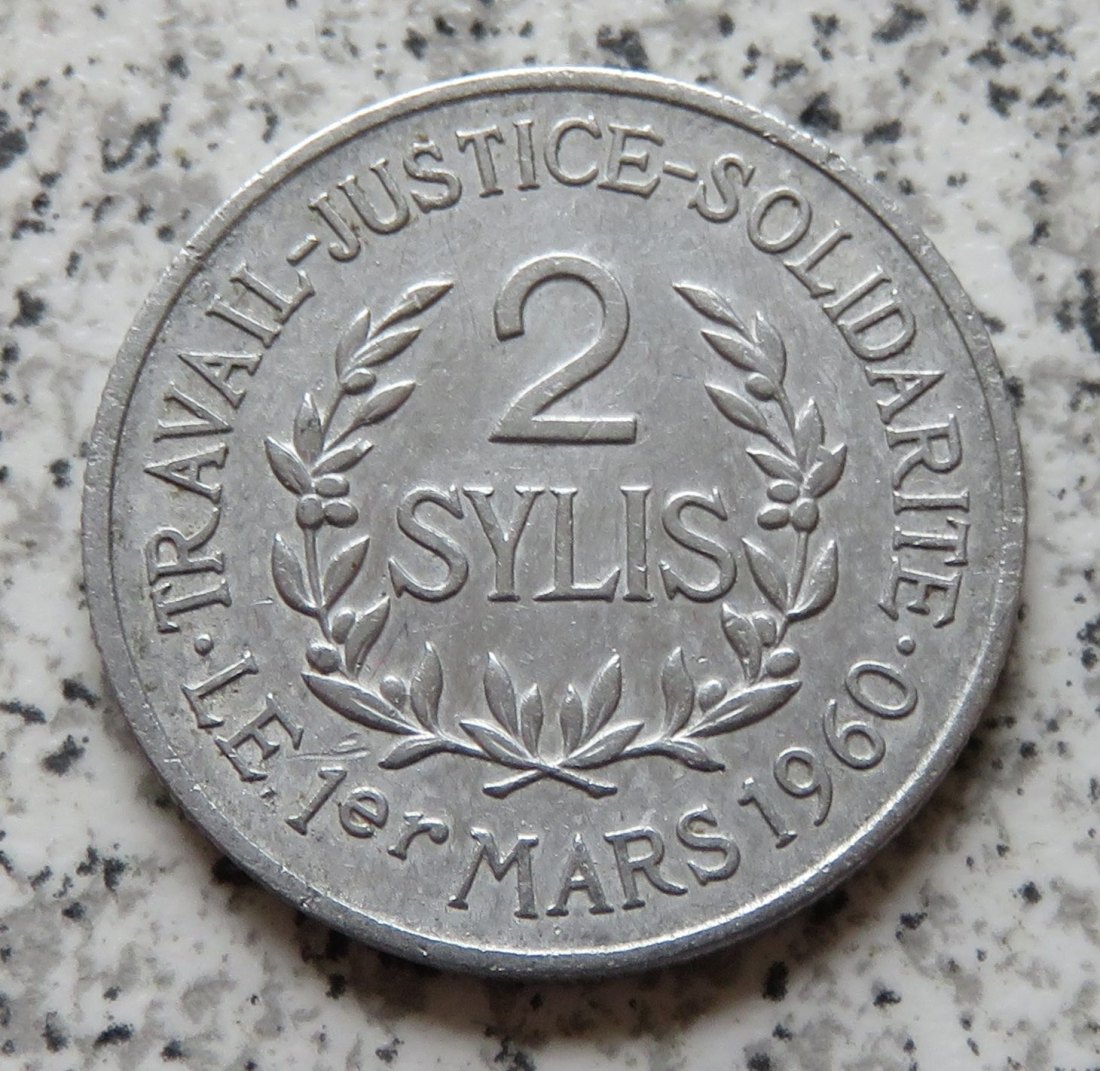 TRAVAIL-JUSTICE-SOLIDARITE
2
SYLIS
·LE 1er MARS 1960·